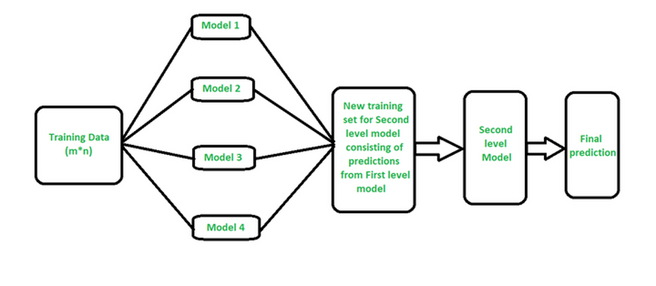 Model 1
Model 2
Training Data
(m*n)
Model 3
Model 4
New training
set for Second
level model
consisting of
predictions
from First level
model
Second
level
Model
Final
prediction